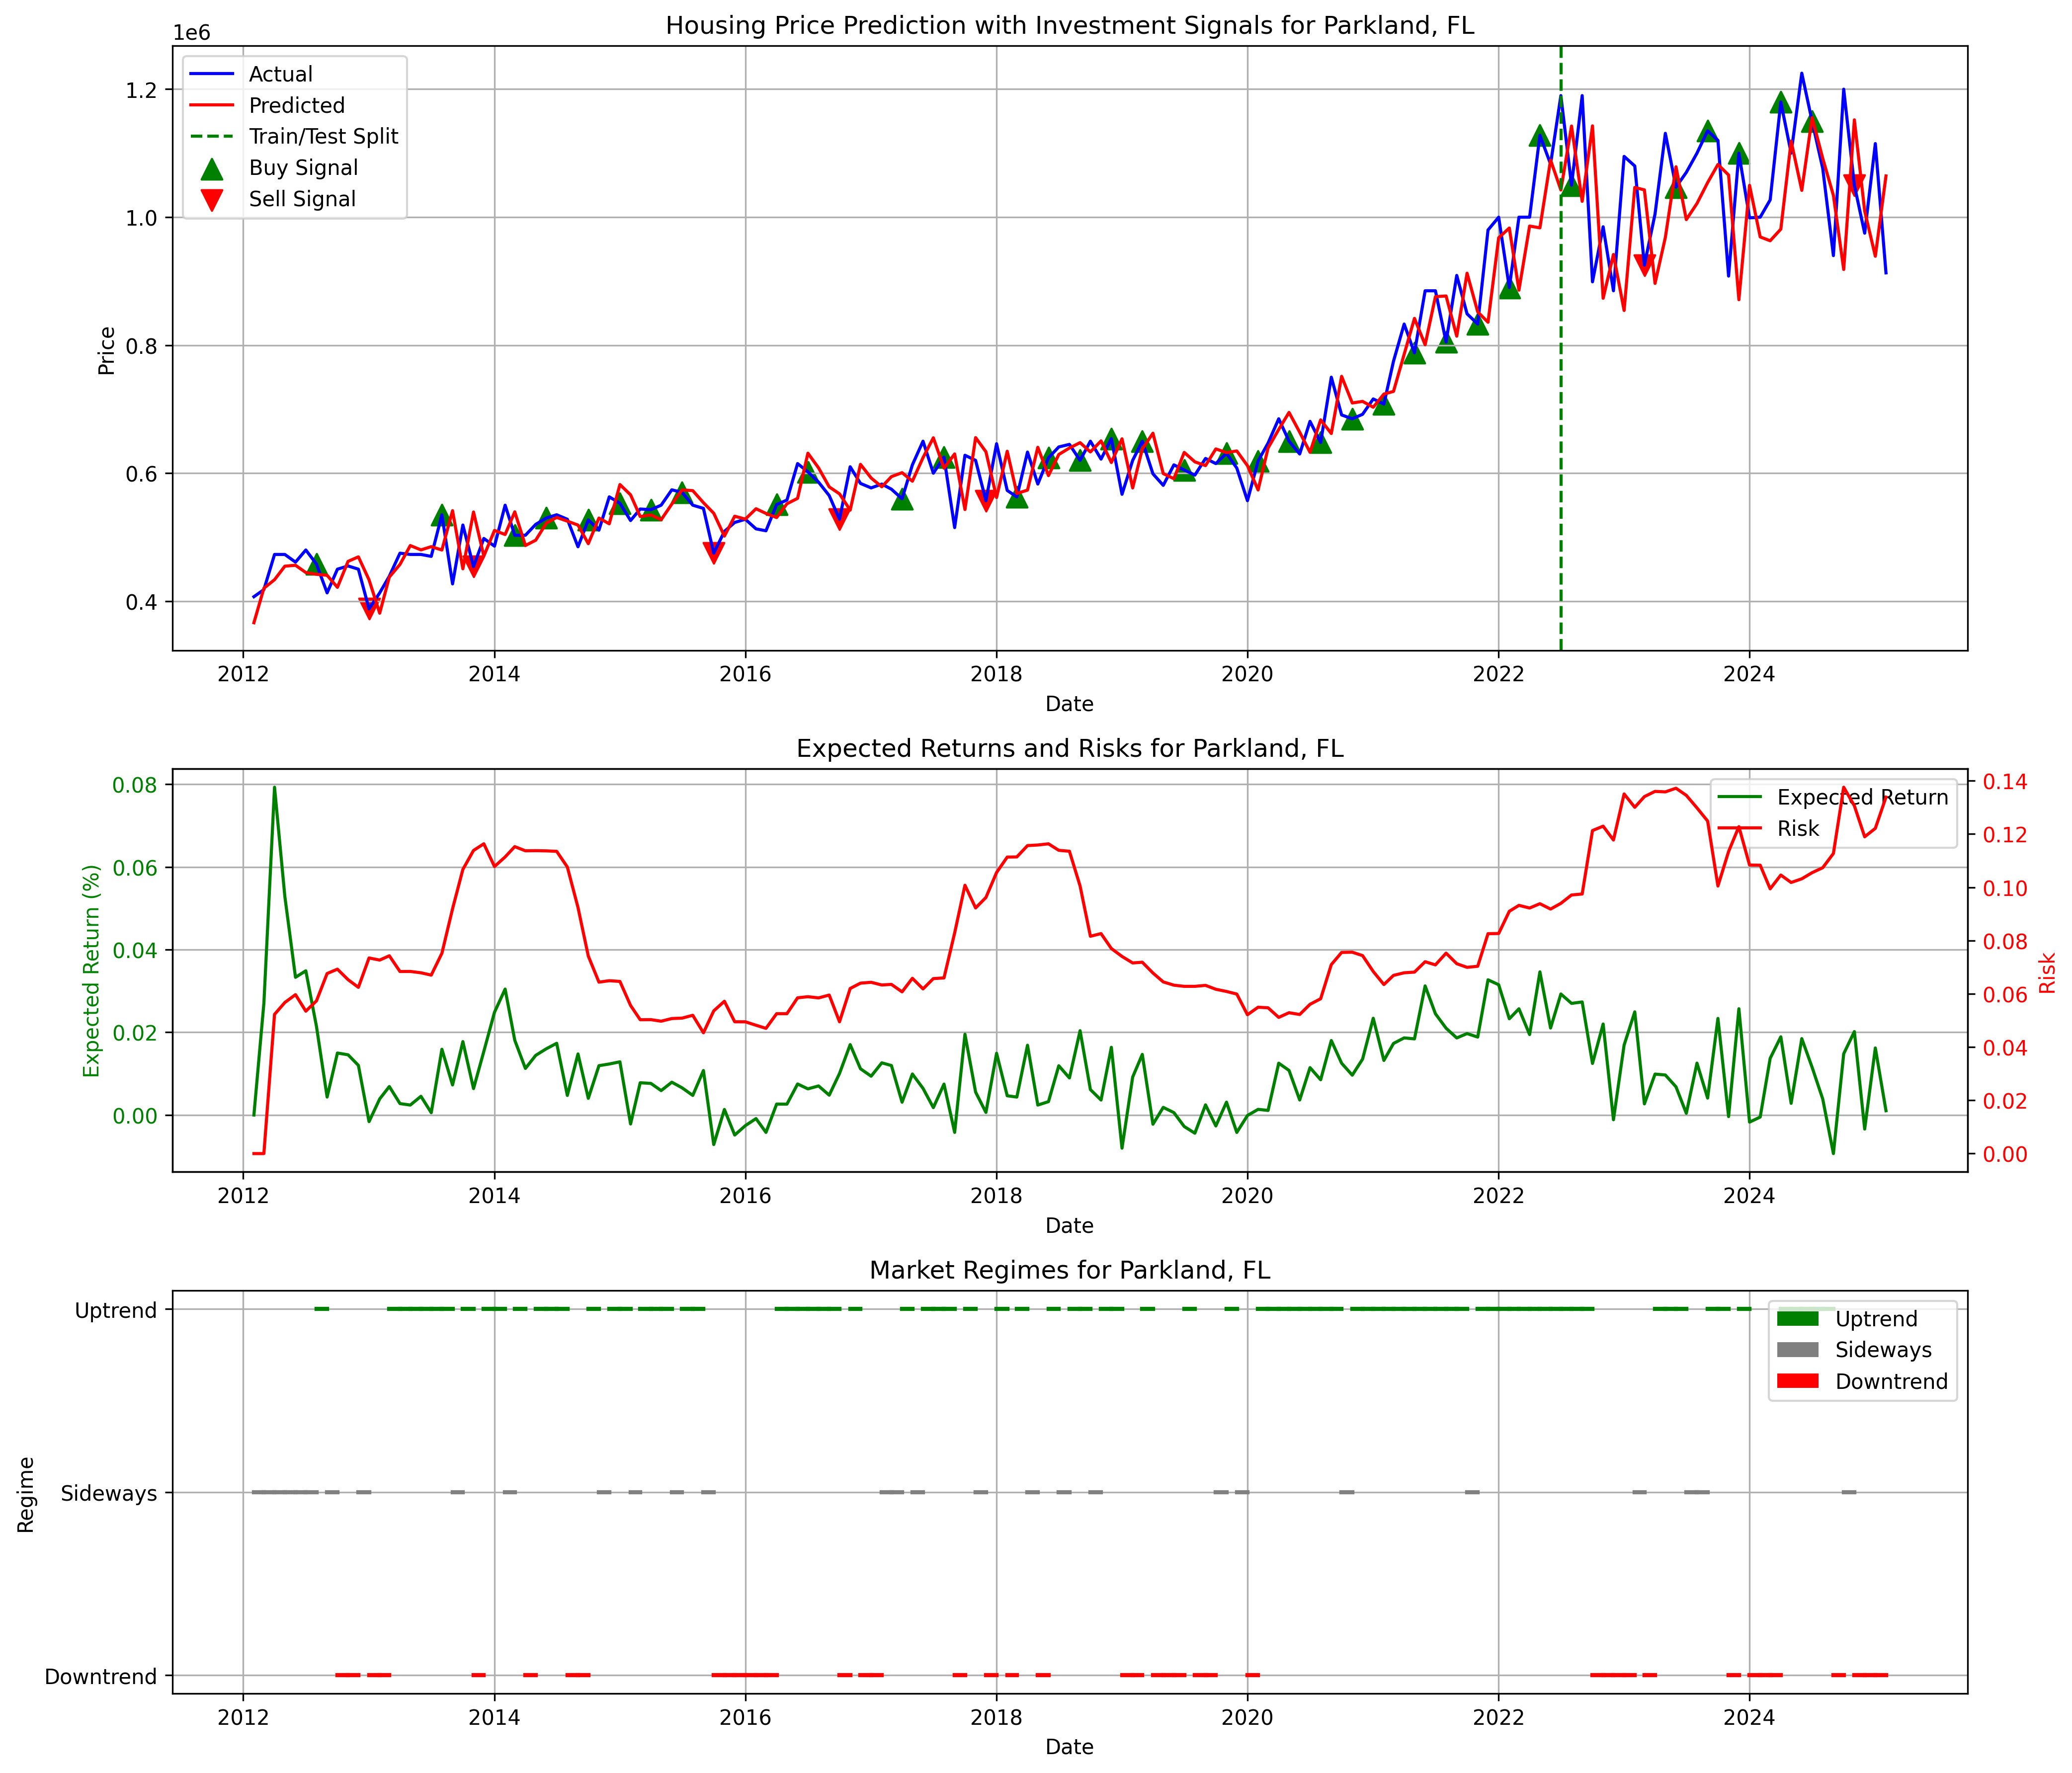 Housing Price Prediction with Investment Signals for Parkland, FL
1e6
Actual
Predicted
Train/Test Split
Buy Signal
Sell Signal
1.2
1.0
0.8
0.6
0.4
Price
2012 2014 2016 2018 2020 2022 2024
Date
Expected Returns and Risks for Parkland, FL
Expected Return
Risk
0.08
0.06
0.04
0.02
0.00
Expected Return (%)
0.14
0.12
0.10
0.08
0.06
0.04
0.02
0.00
Risk
2012 2014 2016 2018 2020 2022 2024
Date
Market Regimes for Parkland, FL
Uptrend
Sideways
Downtrend
Uptrend
Sideways
Downtrend
Regime
2012 2014 2016 2018 2020 2022 2024
Date